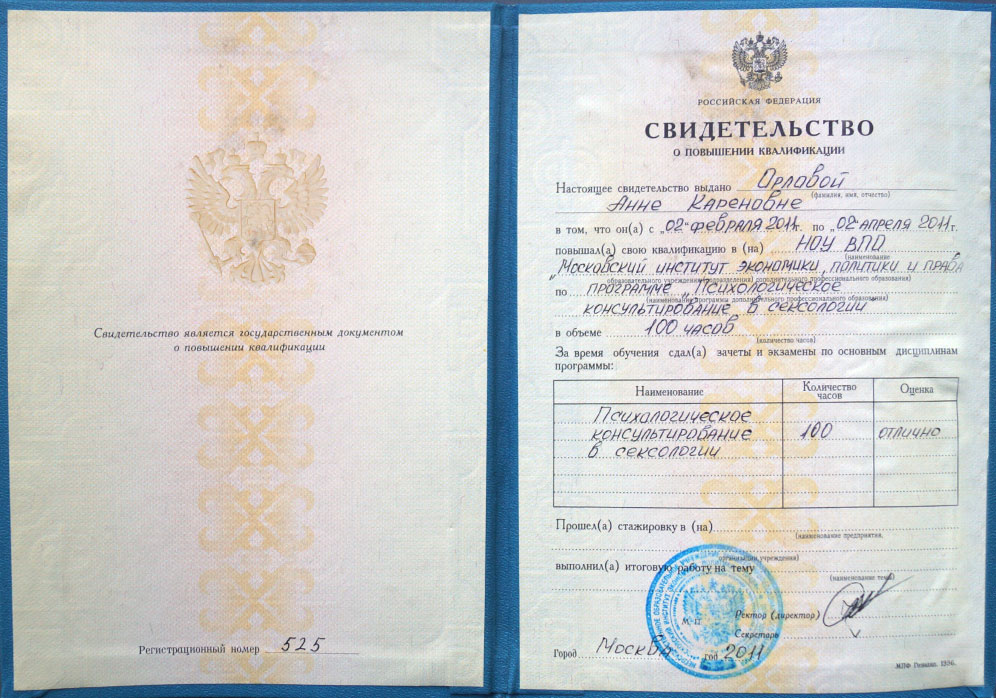 Свидетельство является государственным документом
о повышении квалификации
Регистрационный номер 525
РОССИЙСКАЯ ФЕДЕРАЦИЯ
СВИДЕТЕЛЬСТВО
О ПОВЫШЕНИИ КВАЛИФИКАЦИИ
Настоящее свидетельство выдано Орловой
(фамилия, имя, отчество)
Анне Кареновне
в том, что он(а) с „02“ февраля 2011г. по „02“ апреля 2011г.
повышал(а) свою квалификацию в (на) НОУ ВПО
(наименование
„Московский институт экономики, политики и права“
образовательного учреждения (подразделения) дополнительного профессионального образования)
по программе „Психологическое
(наименование программы дополнительного профессионального образования)
консультирование в сексологии“
в объеме 100 часов
(количество часов)
За время обучения сдал(а) зачеты и экзамены по основным дисциплинам
программы:
Наименование Количество часов Оценка
Психологическое
консультирование 100 отлично
в сексологии
Прошел(а) стажировку в (на)
(наименование предприятия,
организации, учреждения)
выполнил(а) итоговую работу на тему
(наименование темы)
Ректор (директор)
М. П.
Секретарь
Город Москва год 2011
МПФ Гознака. 1996.